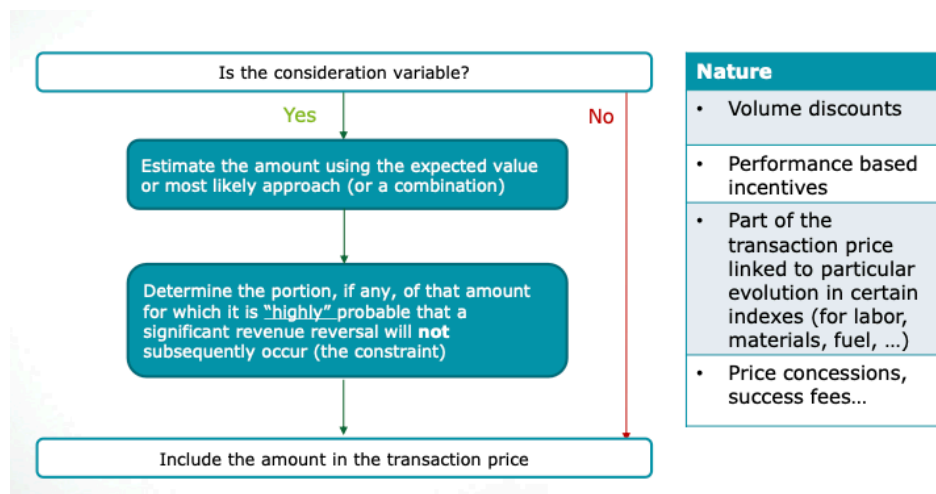 Is the consideration variable?
Yes
No
Estimate the amount using the expected value
or most likely approach (or a combination)
Determine the portion, if any, of that amount
for which it is “highly” probable that a
significant revenue reversal will not
subsequently occur (the constraint)
Include the amount in the transaction price
Nature
• Volume discounts
• Performance based
incentives
• Part of the
transaction price
linked to particular
evolution in certain
indexes (for labor,
materials, fuel, ...)
• Price concessions,
success fees...